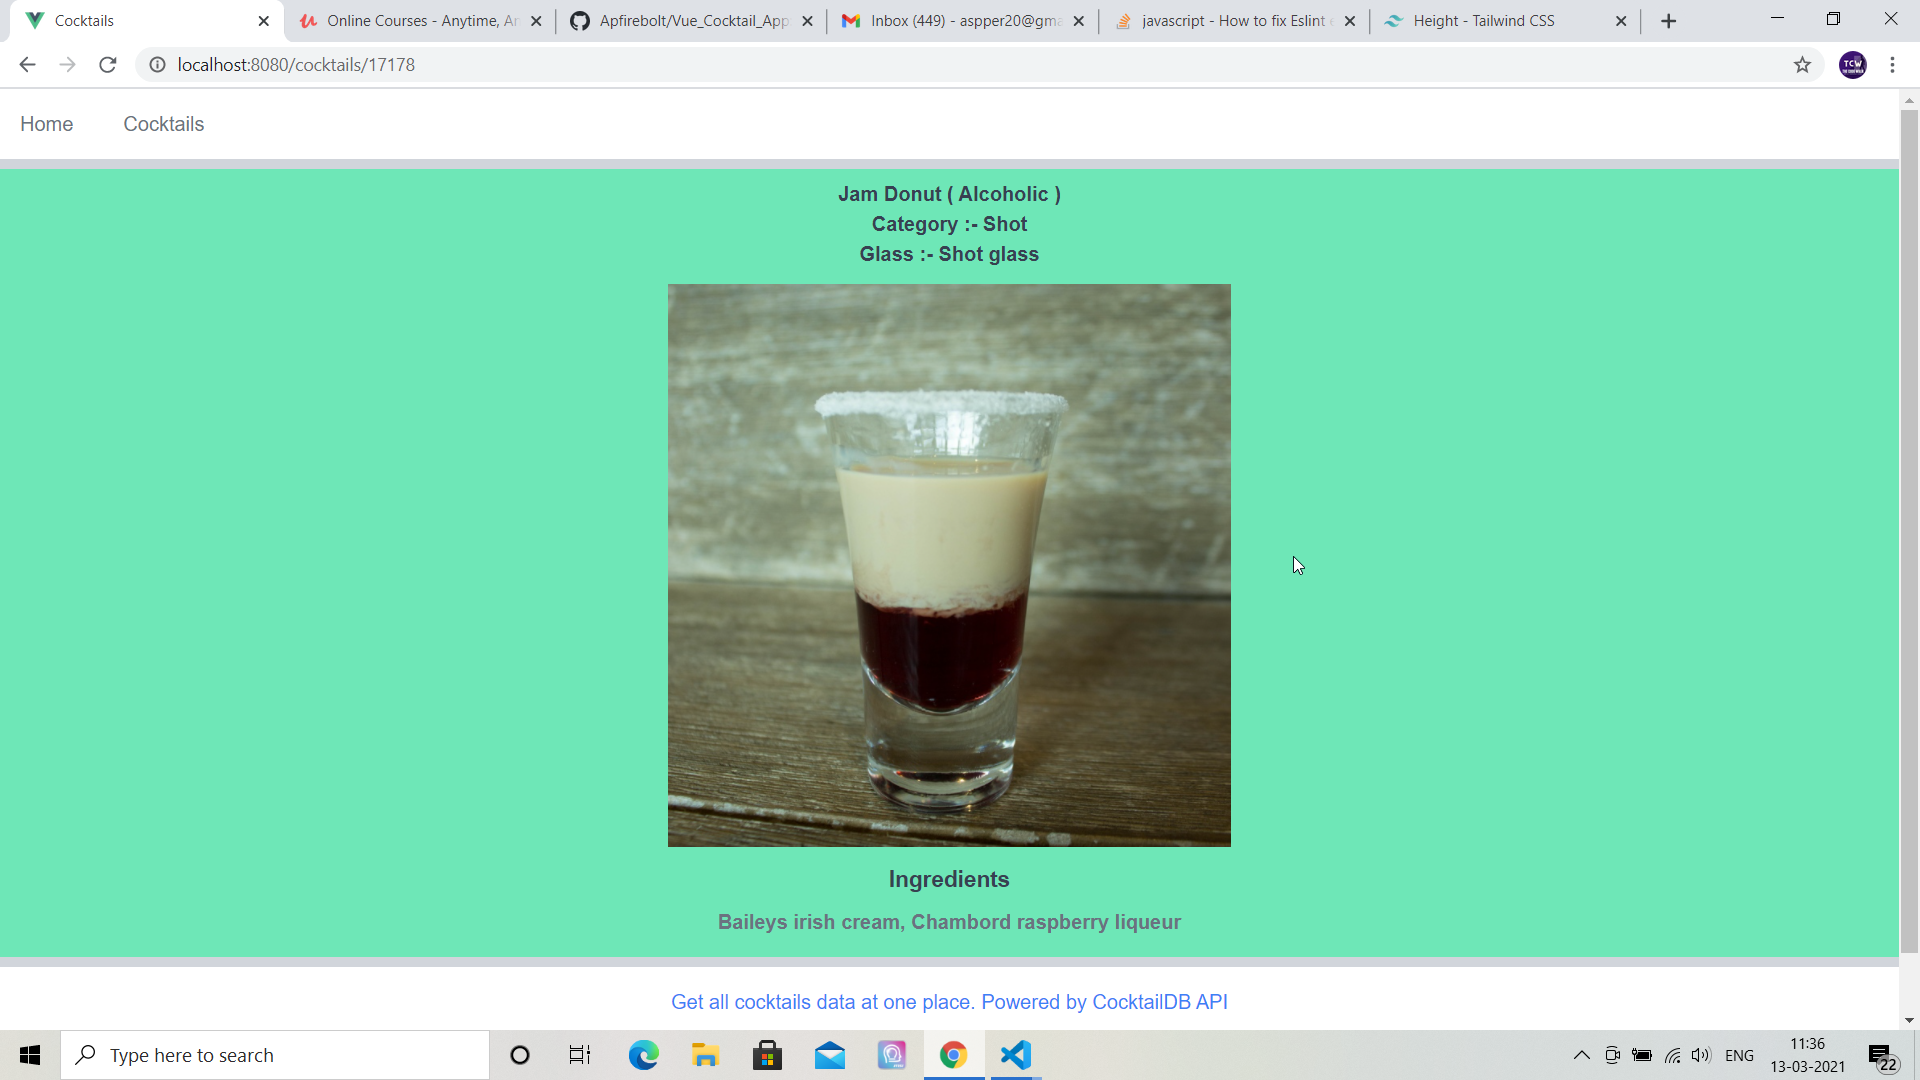 Cocktails
Online Courses - Anytime, An
Apfirebolt/Vue_Cocktail_App
Inbox (449) - aspper20@gma
javascript - How to fix Eslint e
Height - Tailwind CSS
localhost:8080/cocktails/17178
TCW
Home
Cocktails
Jam Donut ( Alcoholic )
Category :- Shot
Glass :- Shot glass
Ingredients
Baileys irish cream, Chambord raspberry liqueur
Get all cocktails data at one place. Powered by CocktailDB API
Type here to search
ENG
11:36
13-03-2021
22